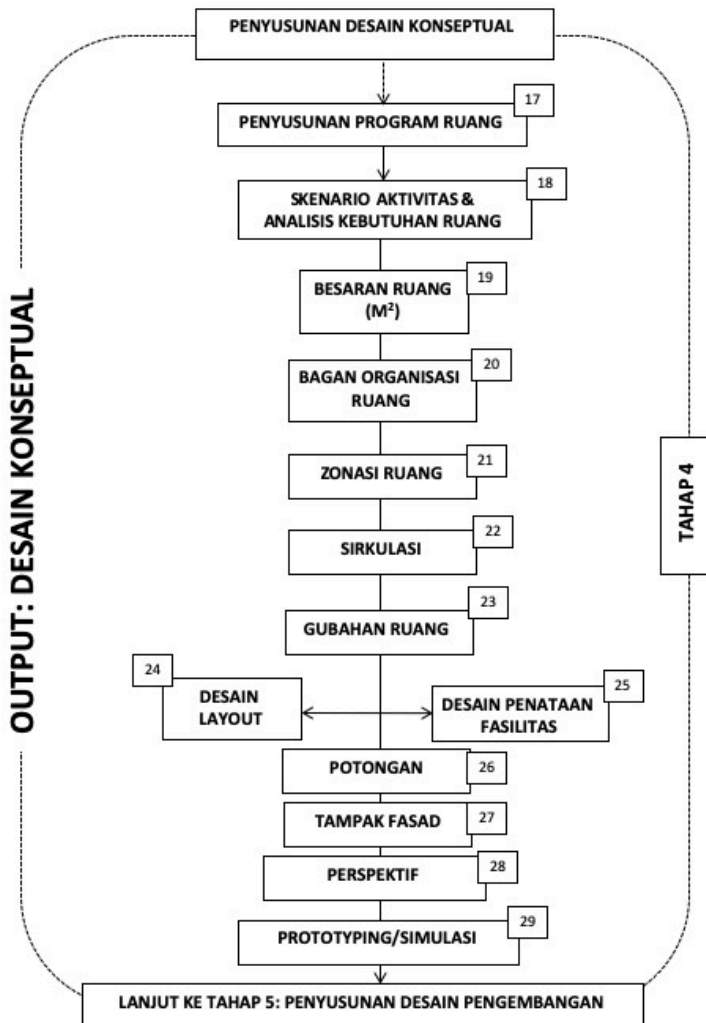 PENYUSUNAN DESAIN KONSEPTUAL
17
PENYUSUNAN PROGRAM RUANG
18
SKENARIO AKTIVITAS &
ANALISIS KEBUTUHAN RUANG
19
BESARAN RUANG
(M²)
20
BAGAN ORGANISASI
RUANG
21
ZONASI RUANG
22
SIRKULASI
23
GUBAHAN RUANG
24
DESAIN
LAYOUT
25
DESAIN PENATAAN
FASILITAS
POTONGAN
26
TAMPAK FASAD
27
PERSPEKTIF
28
29
PROTOTYPING/SIMULASI
LANJUT KE TAHAP 5: PENYUSUNAN DESAIN PENGEMBANGAN
OUTPUT: DESAIN KONSEPTUAL
TAHAP 4